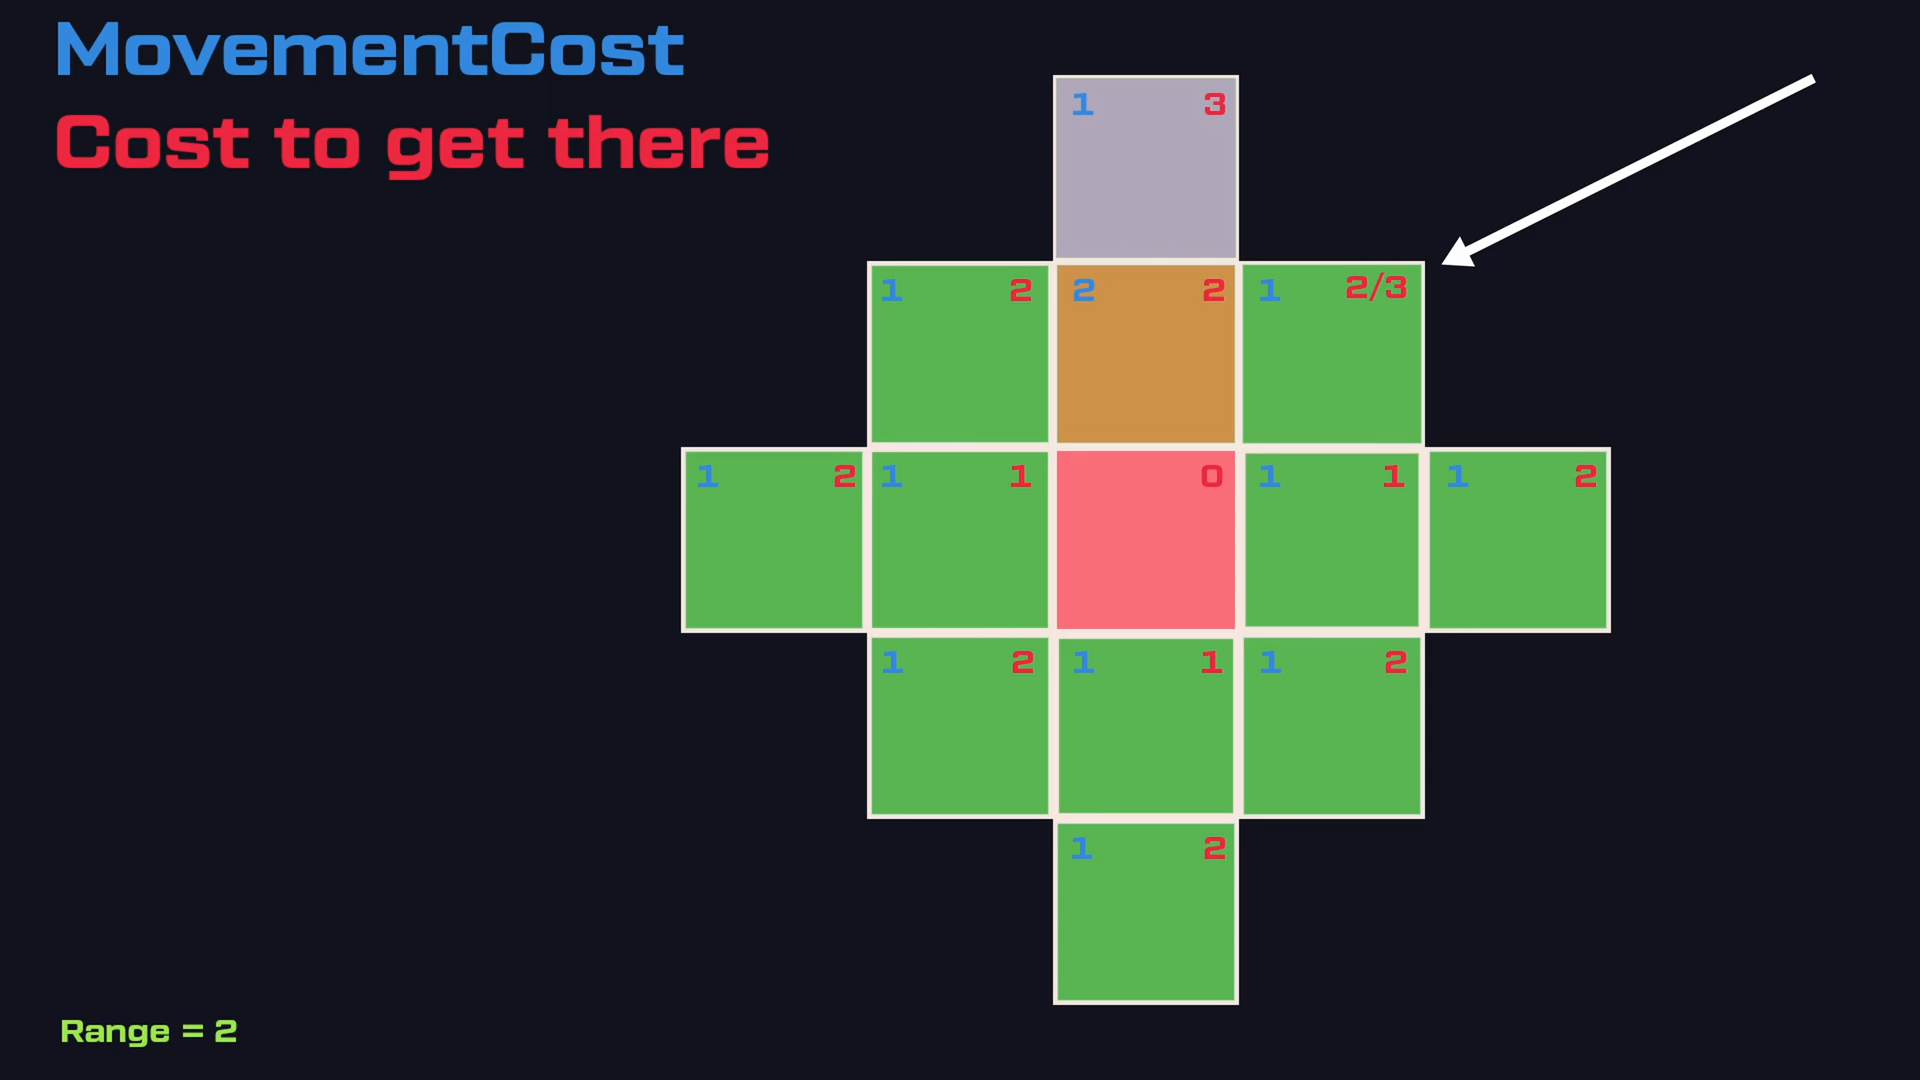 MovementCost
Cost to get there
1 3
1 2 2 2 1 2/3
1 2 1 1 0 1 1 1 2
1 2 1 1 1 2
1 2
Range = 2